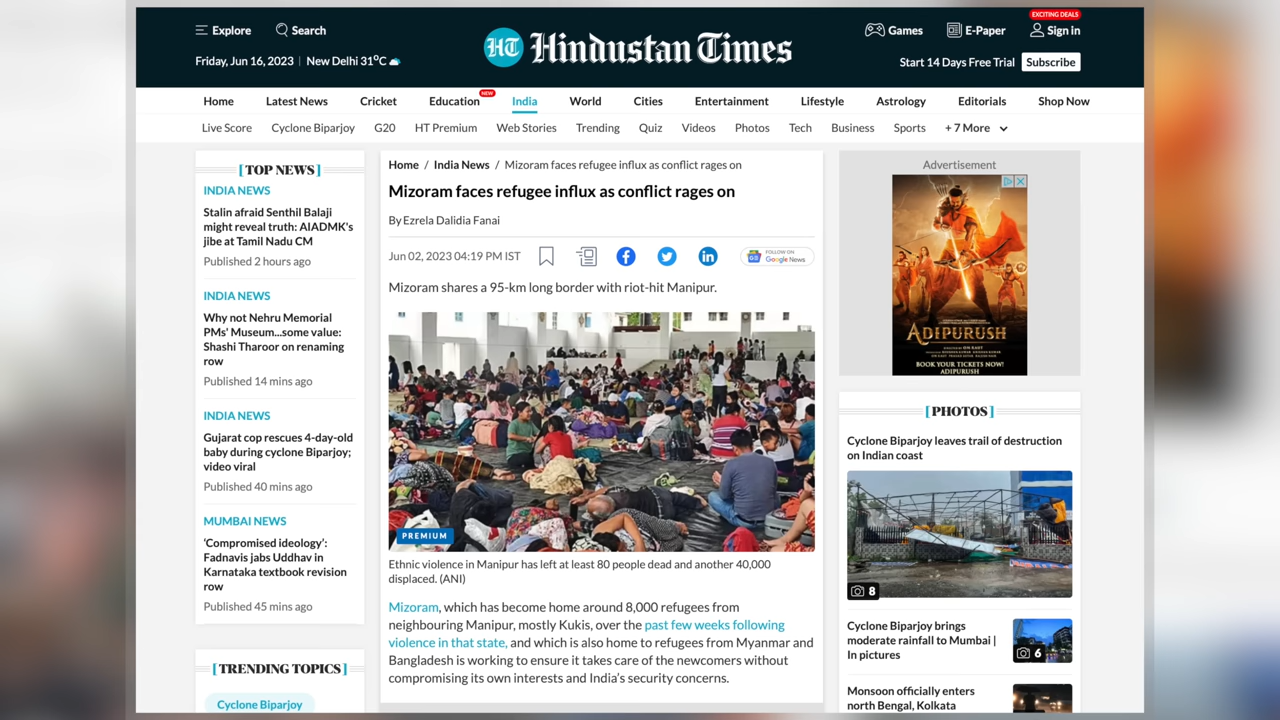 Explore
Search
Friday, Jun 16, 2023 | New Delhi 31°C
HT Hindustan Times
EXCITING DEALS
Games
E-Paper
Sign in
Start 14 Days Free Trial
Subscribe
Home
Latest News
Cricket
Education
NEW
India
World
Cities
Entertainment
Lifestyle
Astrology
Editorials
Shop Now
Live Score
Cyclone Biparjoy
G20
HT Premium
Web Stories
Trending
Quiz
Videos
Photos
Tech
Business
Sports
+ 7 More
[TOP NEWS]
INDIA NEWS
Stalin afraid Senthil Balaji
might reveal truth: AIADMK's
jibe at Tamil Nadu CM
Published 2 hours ago
INDIA NEWS
Why not Nehru Memorial
PMs' Museum...some value:
Shashi Tharoor on renaming
row
Published 14 mins ago
INDIA NEWS
Gujarat cop rescues 4-day-old
baby during cyclone Biparjoy;
video viral
Published 40 mins ago
MUMBAI NEWS
'Compromised ideology':
Fadnavis jabs Uddhav in
Karnataka textbook revision
row
Published 45 mins ago
[TRENDING TOPICS]
Cyclone Biparjoy
Home / India News / Mizoram faces refugee influx as conflict rages on
Mizoram faces refugee influx as conflict rages on
By Ezrela Dalidia Fanai
Jun 02, 2023 04:19 PM IST
FOLLOW ON
Google News
Mizoram shares a 95-km long border with riot-hit Manipur.
PREMIUM
Ethnic violence in Manipur has left at least 80 people dead and another 40,000
displaced. (ANI)
Mizoram, which has become home around 8,000 refugees from
neighbouring Manipur, mostly Kukis, over the past few weeks following
violence in that state, and which is also home to refugees from Myanmar and
Bangladesh is working to ensure it takes care of the newcomers without
compromising its own interests and India's security concerns.
Advertisement
ADIPURUSH
BOOK YOUR TICKETS NOW!
ADIPURUSH
[PHOTOS]
Cyclone Biparjoy leaves trail of destruction
on Indian coast
8
Cyclone Biparjoy brings
moderate rainfall to Mumbai |
In pictures
6
Monsoon officially enters
north Bengal, Kolkata